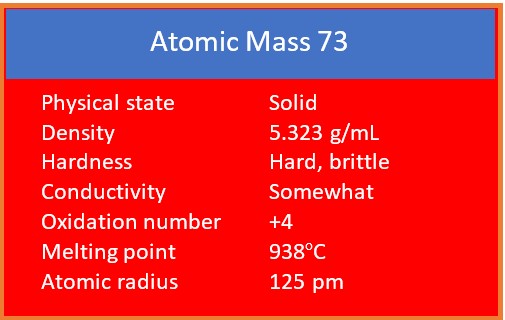 Atomic Mass 73
Physical state Solid
Density 5.323 g/mL
Hardness Hard, brittle
Conductivity Somewhat
Oxidation number +4
Melting point 938°C
Atomic radius 125 pm